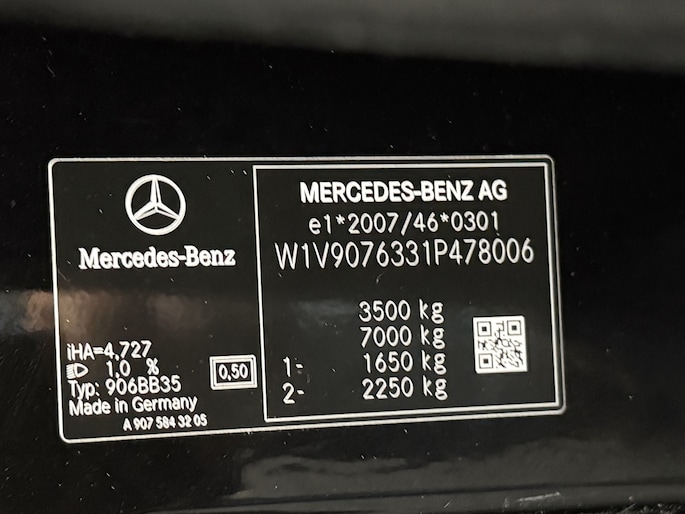 Mercedes-Benz
iHA=4,727
1,0 %
Typ: 906BB35
Made in Germany
A 907 584 32 05
0,50
MERCEDES-BENZ AG
e1*2007/46*0301
W1V9076331P478006
3500 kg
7000 kg
1- 1650 kg
2- 2250 kg